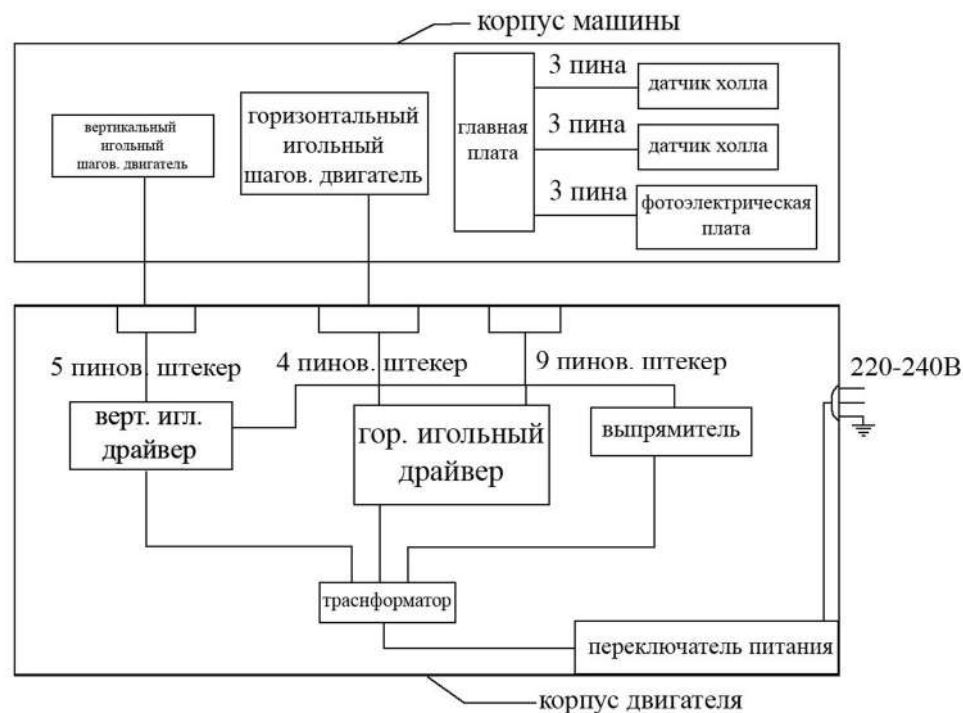 корпус машины
вертикальный
игольный
шагов. двигатель
горизонтальный
игольный
шагов. двигатель
главная
плата
3 пина
датчик холла
3 пина
датчик холла
3 пина
фотоэлектрическая
плата
5 пинов. штекер
4 пинов. штекер
9 пинов. штекер
220-240В
верт. игл.
драйвер
гор. игольный
драйвер
выпрямитель
траснформатор
переключатель питания
корпус двигателя